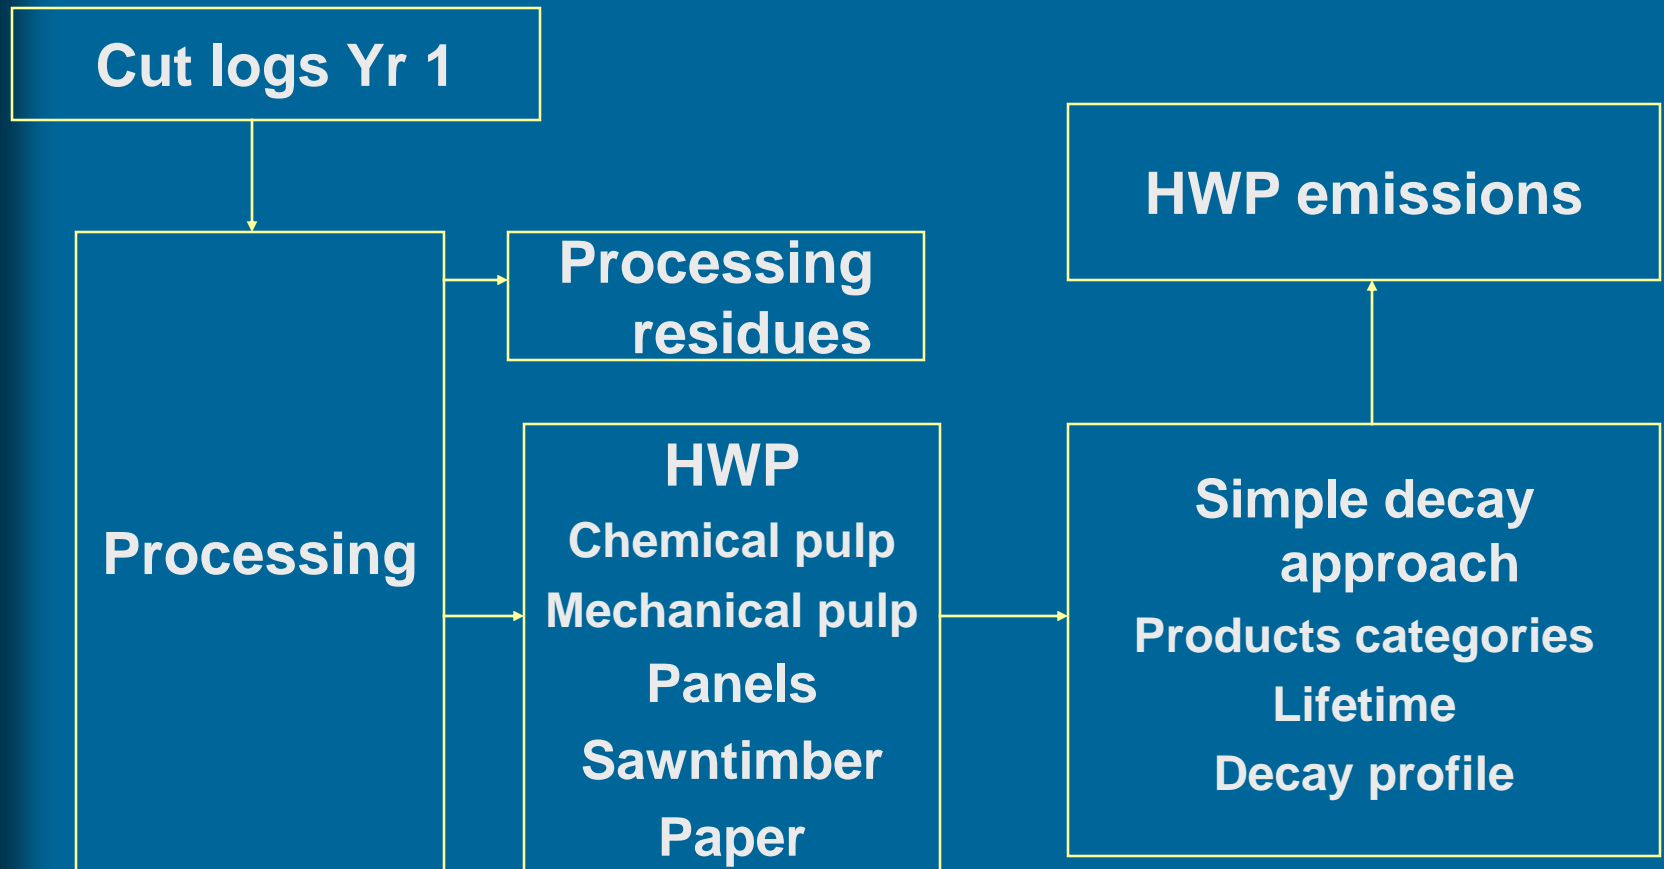 Cut logs Yr 1
Processing
Processing
residues
HWP
Chemical pulp
Mechanical pulp
Panels
Sawntimber
Paper
Simple decay
approach
Products categories
Lifetime
Decay profile
HWP emissions